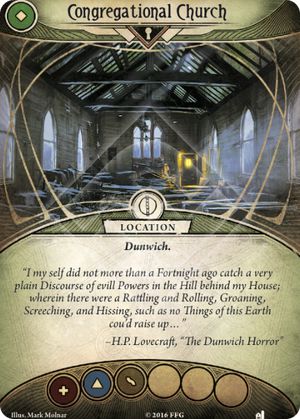 Congregational Church
LOCATION
Dunwich.
“I my self did not more than a Fortnight ago catch a very
plain Discourse of evill Powers in the Hill behind my House;
wherein there were a Rattling and Rolling, Groaning,
Screeching, and Hissing, such as no Things of this Earth
could raise up…”
–H.P. Lovecraft, “The Dunwich Horror”
Illus. Mark Molnar
© 2016 FFG